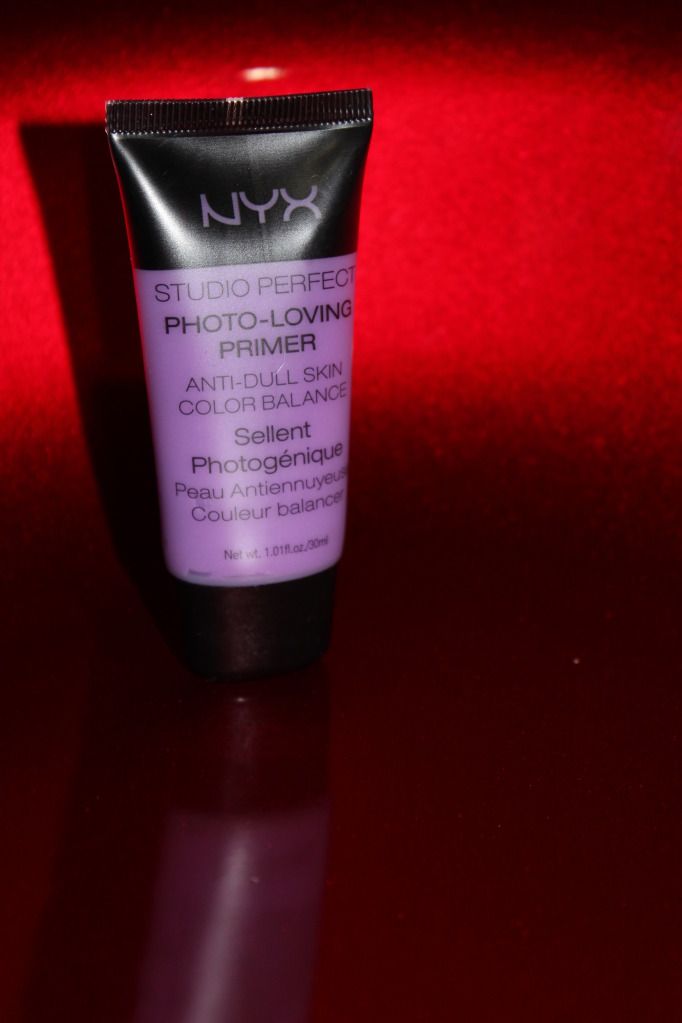 NYX
STUDIO PERFECT
PHOTO-LOVING
PRIMER
ANTI-DULL SKIN
COLOR BALANCE
Sellent
Photogénique
Peau Antiennuyeuse
Couleur balancer
Net wt. 1.01fl.oz./30ml